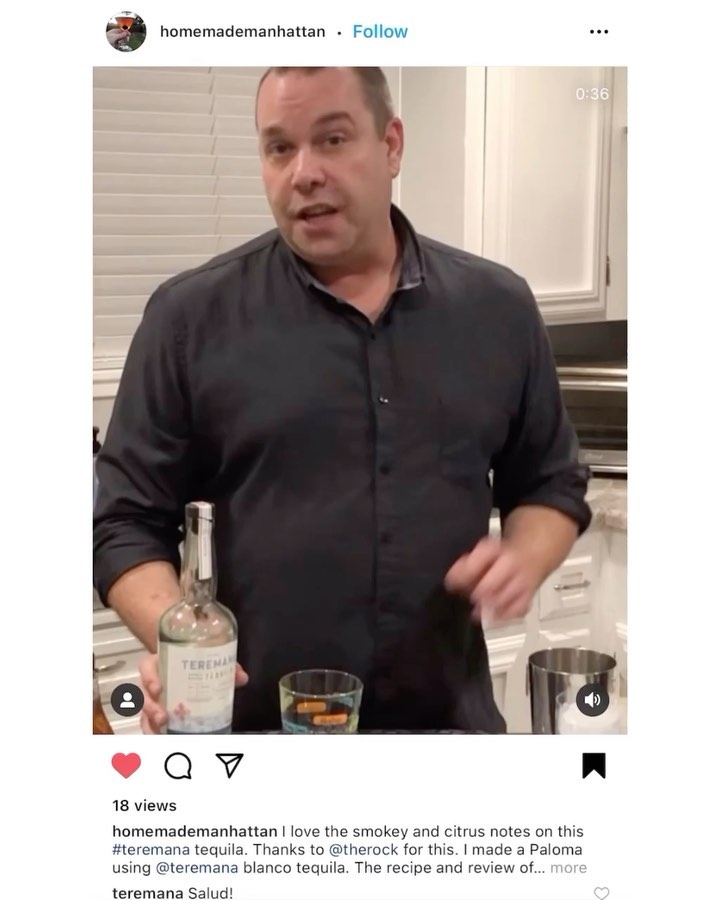 homemademanhattan • Follow
0:36
TEREMANA
TEQUILA
18 views
homemademanhattan I love the smokey and citrus notes on this
#teremana tequila. Thanks to @therock for this. I made a Paloma
using @teremana blanco tequila. The recipe and review of... more
teremana Salud!